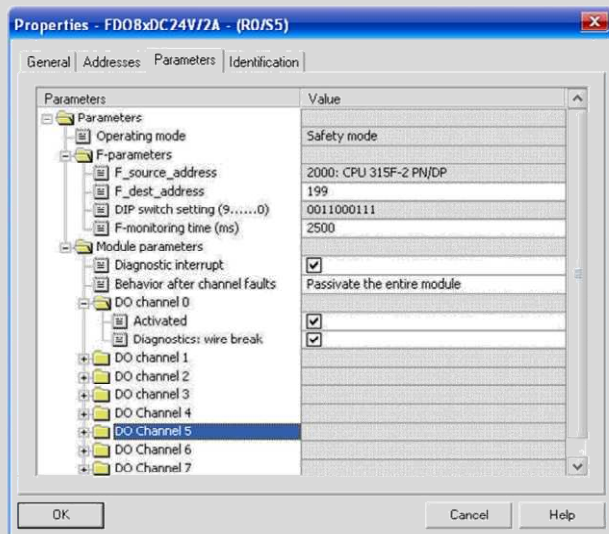 Properties - FDO8xDC24V/2A - (R0/S5)
General Addresses Parameters Identification
Parameters Value
Parameters
Operating mode Safety mode
F-parameters
F_source_address 2000: CPU 315F-2 PN/DP
F_dest_address 199
DIP switch setting (9......0) 0011000111
F-monitoring time (ms) 2500
Module parameters
Diagnostic interrupt
Behavior after channel faults Passivate the entire module
DO channel 0
Activated
Diagnostics: wire break
DO channel 1
DO channel 2
DO channel 3
DO Channel 4
DO Channel 5
DO Channel 6
DO Channel 7
OK Cancel Help